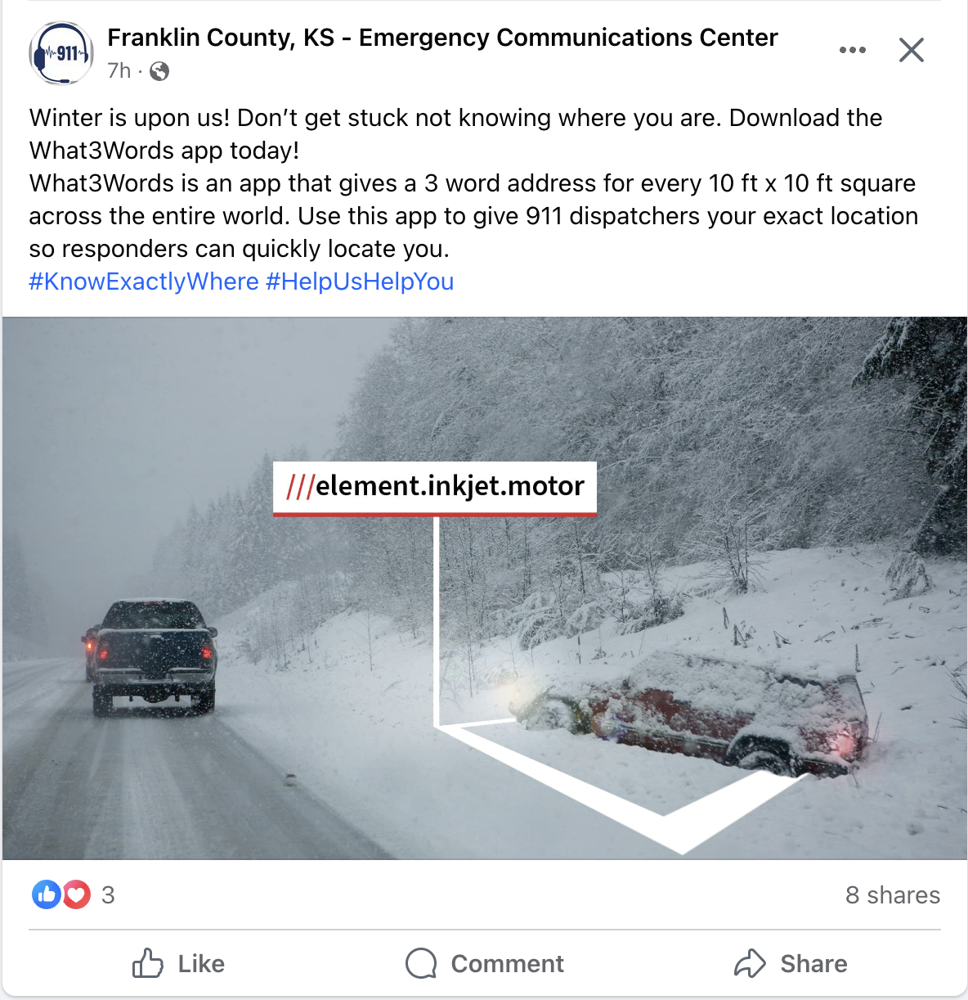 911
Franklin County, KS - Emergency Communications Center
7h ·
Winter is upon us! Don’t get stuck not knowing where you are. Download the
What3Words app today!
What3Words is an app that gives a 3 word address for every 10 ft x 10 ft square
across the entire world. Use this app to give 911 dispatchers your exact location
so responders can quickly locate you.
#KnowExactlyWhere #HelpUsHelpYou
///element.inkjet.motor
3
8 shares
Like
Comment
Share